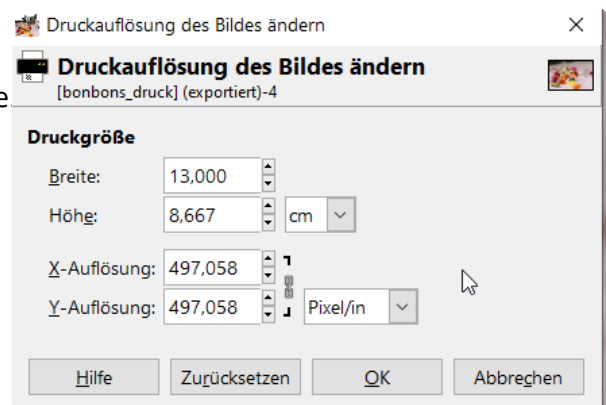 Druckauflösung des Bildes ändern
Druckauflösung des Bildes ändern
[bonbons_druck] (exportiert)-4
e
Druckgröße
Breite: 13,000
Höhe: 8,667 cm
X-Auflösung: 497,058
Y-Auflösung: 497,058 Pixel/in
Hilfe Zurücksetzen OK Abbrechen